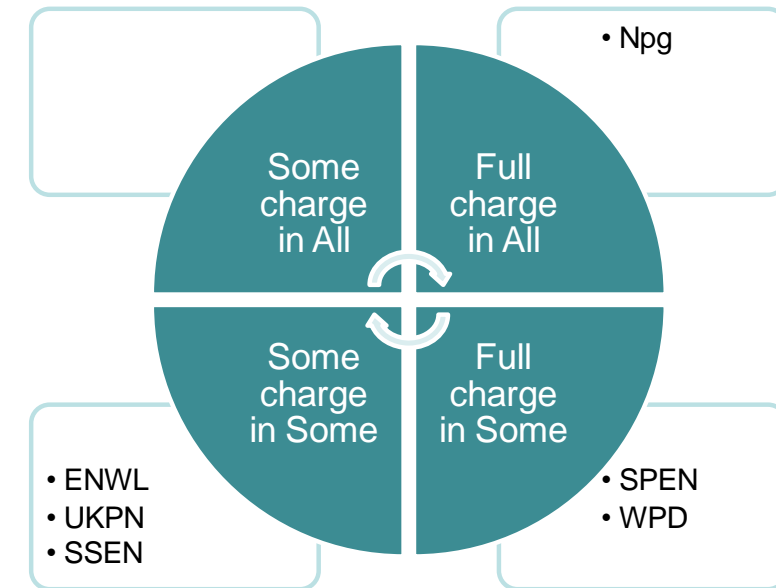 • Npg
Some
charge
in All
Full
charge
in All
Some
charge
in Some
Full
charge
in Some
• ENWL
• UKPN
• SSEN
• SPEN
• WPD